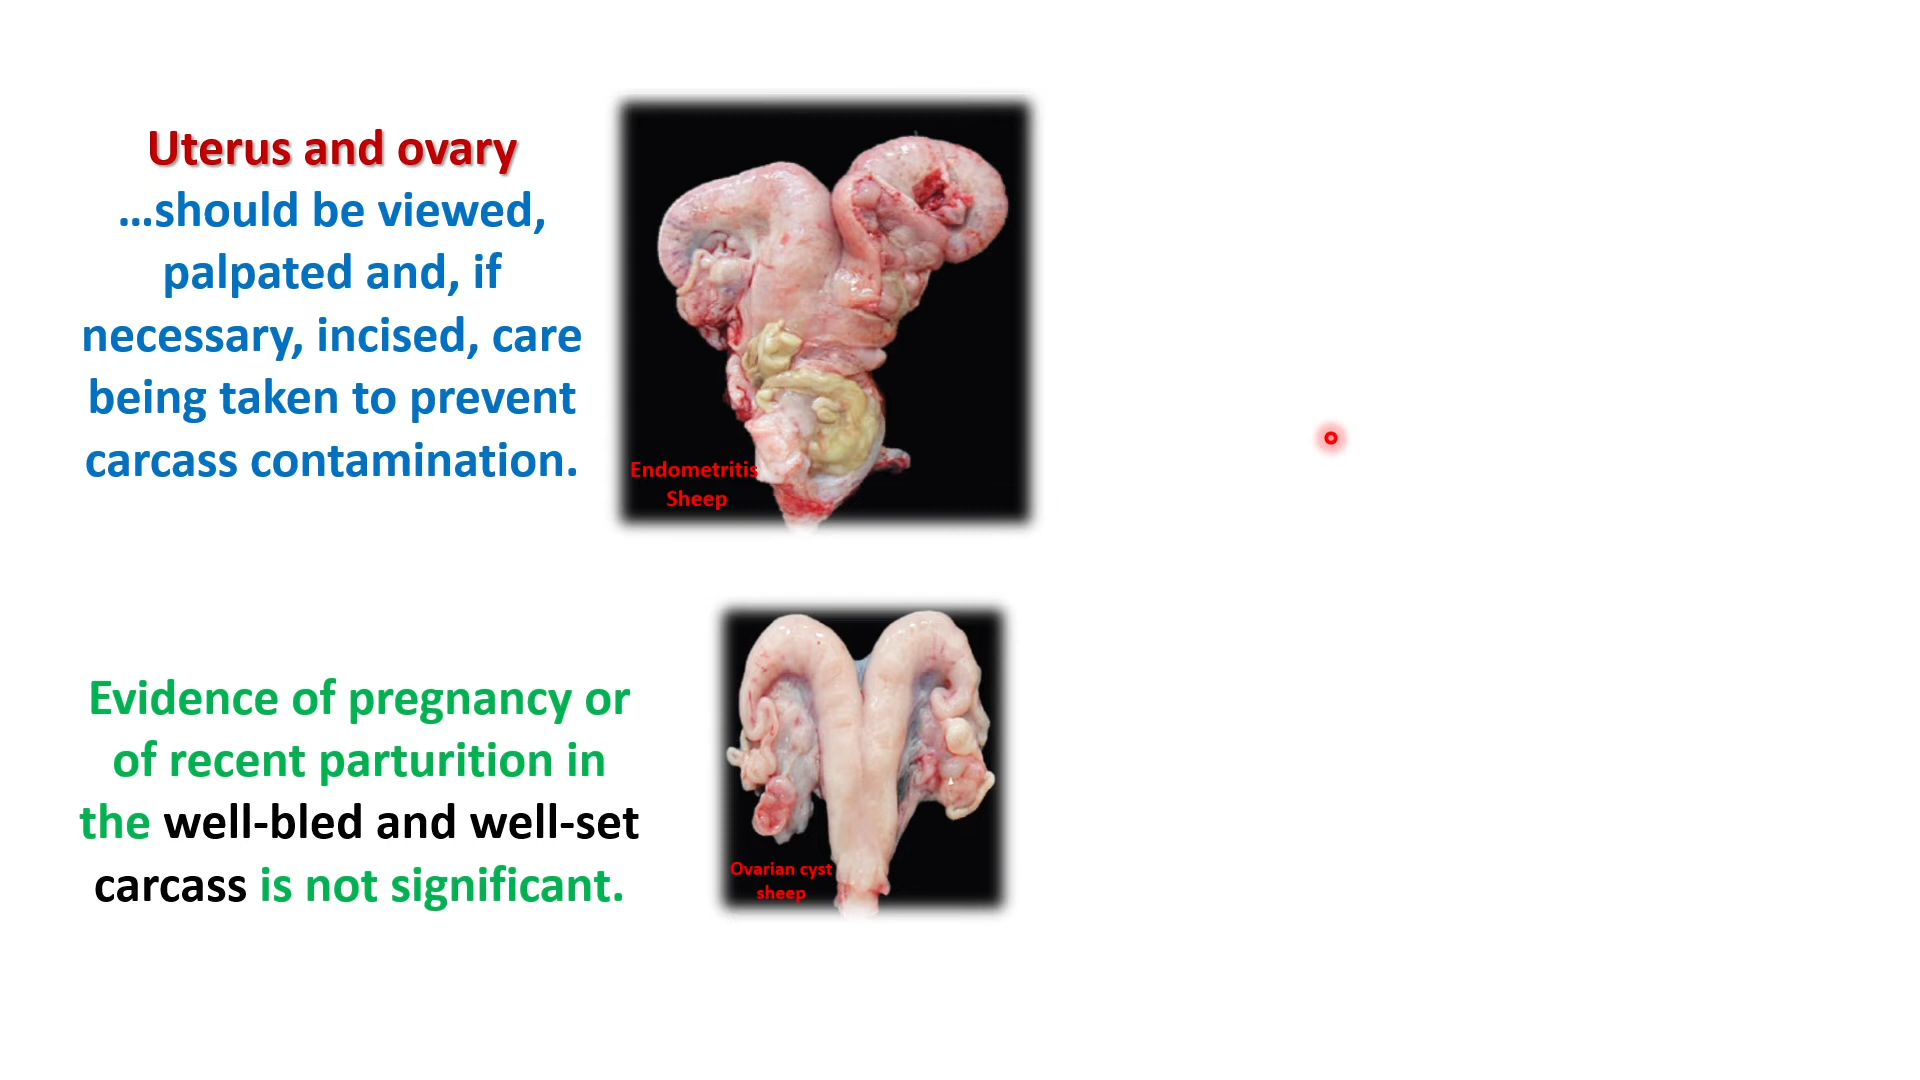 Uterus and ovary
…should be viewed,
palpated and, if
necessary, incised, care
being taken to prevent
carcass contamination.
Endometritis
Sheep
Evidence of pregnancy or
of recent parturition in
the well-bled and well-set
carcass is not significant.
Ovarian cyst
sheep